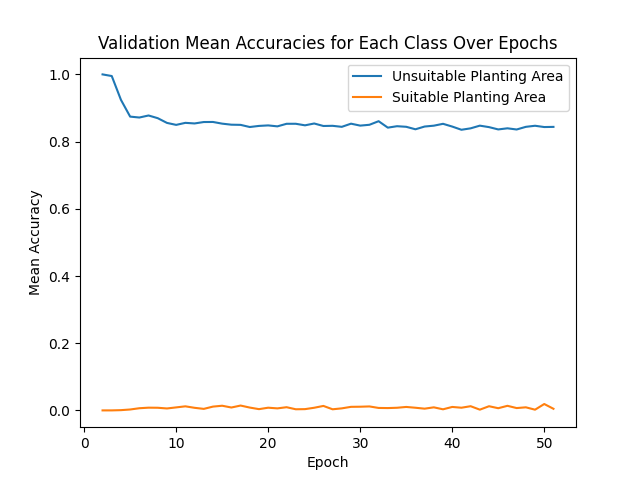 Validation Mean Accuracies for Each Class Over Epochs
Unsuitable Planting Area
Suitable Planting Area
Mean Accuracy
1.0
0.8
0.6
0.4
0.2
0.0
0 10 20 30 40 50
Epoch